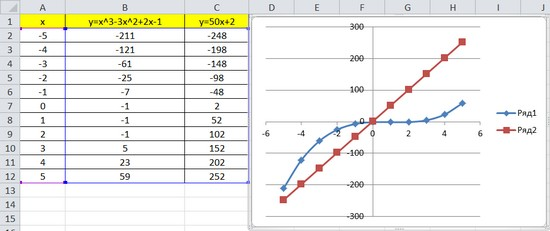 A B C D E F G H I J
1 x y=x^3-3x^2+2x-1 y=50x+2
2 -5 -211 -248
3 -4 -121 -198
4 -3 -61 -148
5 -2 -25 -98
6 -1 -7 -48
7 0 -1 2
8 1 -1 52
9 2 -1 102
10 3 5 152
11 4 23 202
12 5 59 252
13
14
15
300
200
100
0
-6 -4 -2 0 2 4 6
-100
-200
-300
Ряд1
Ряд2